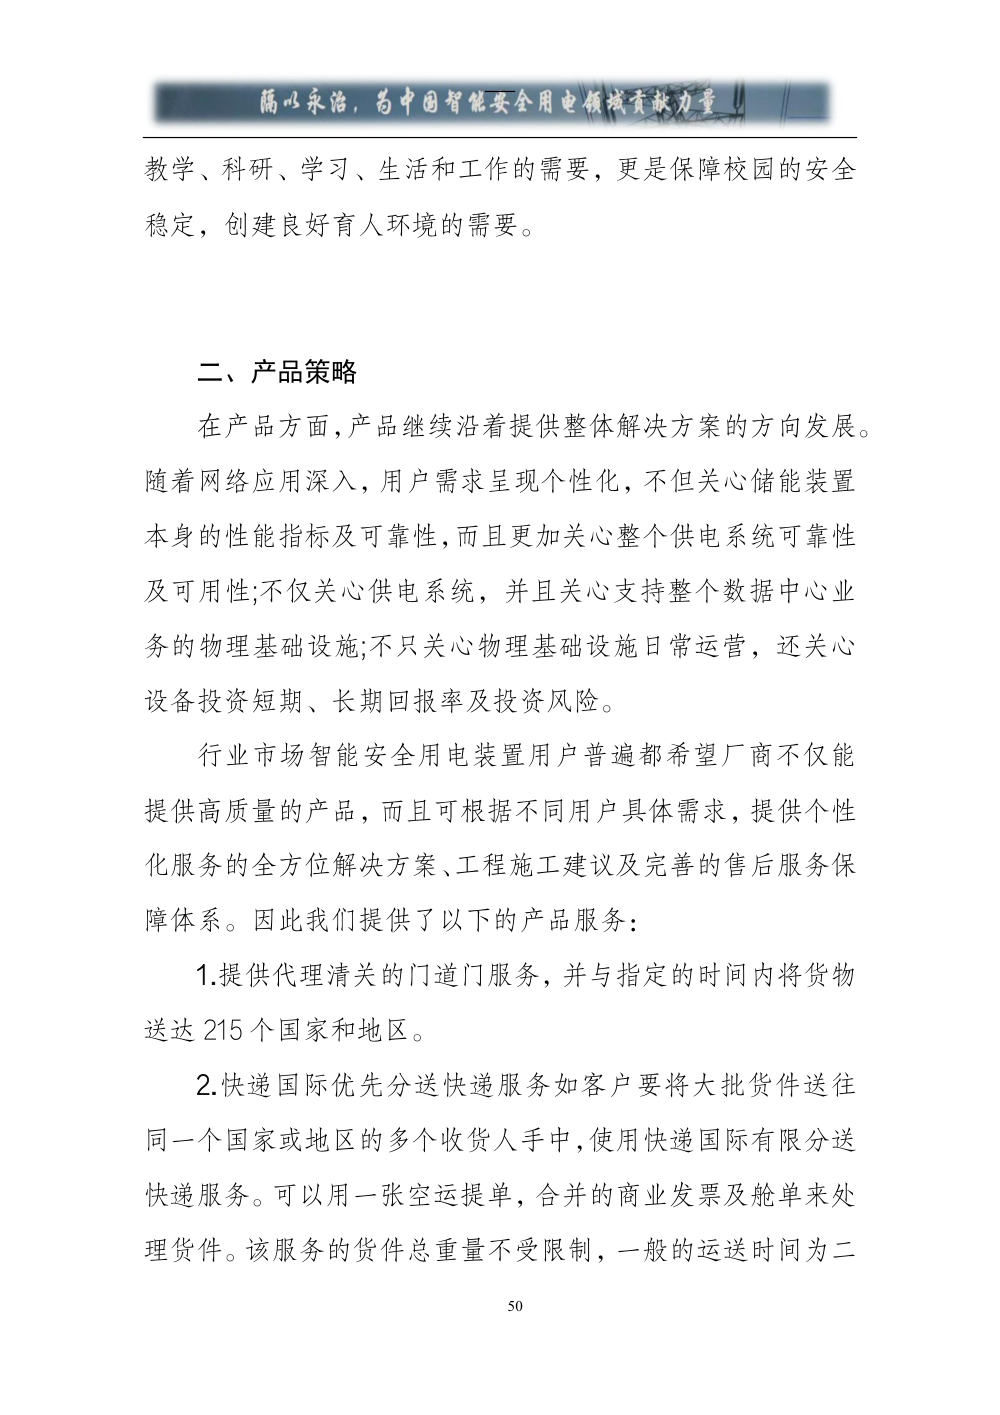 隔以永治，为中国智能安全用电领域贡献力量
教学、科研、学习、生活和工作的需要，更是保障校园的安全
稳定，创建良好育人环境的需要。
二、产品策略
在产品方面，产品继续沿着提供整体解决方案的方向发展。
随着网络应用深入，用户需求呈现个性化，不但关心储能装置
本身的性能指标及可靠性，而且更加关心整个供电系统可靠性
及可用性;不仅关心供电系统，并且关心支持整个数据中心业
务的物理基础设施;不只关心物理基础设施日常运营，还关心
设备投资短期、长期回报率及投资风险。
行业市场智能安全用电装置用户普遍都希望厂商不仅能
提供高质量的产品，而且可根据不同用户具体需求，提供个性
化服务的全方位解决方案、工程施工建议及完善的售后服务保
障体系。因此我们提供了以下的产品服务：
1.提供代理清关的门道门服务，并与指定的时间内将货物
送达 215 个国家和地区。
2.快递国际优先分送快递服务如客户要将大批货件送往
同一个国家或地区的多个收货人手中，使用快递国际有限分送
快递服务。可以用一张空运提单，合并的商业发票及舱单来处
理货件。该服务的货件总重量不受限制，一般的运送时间为二
50